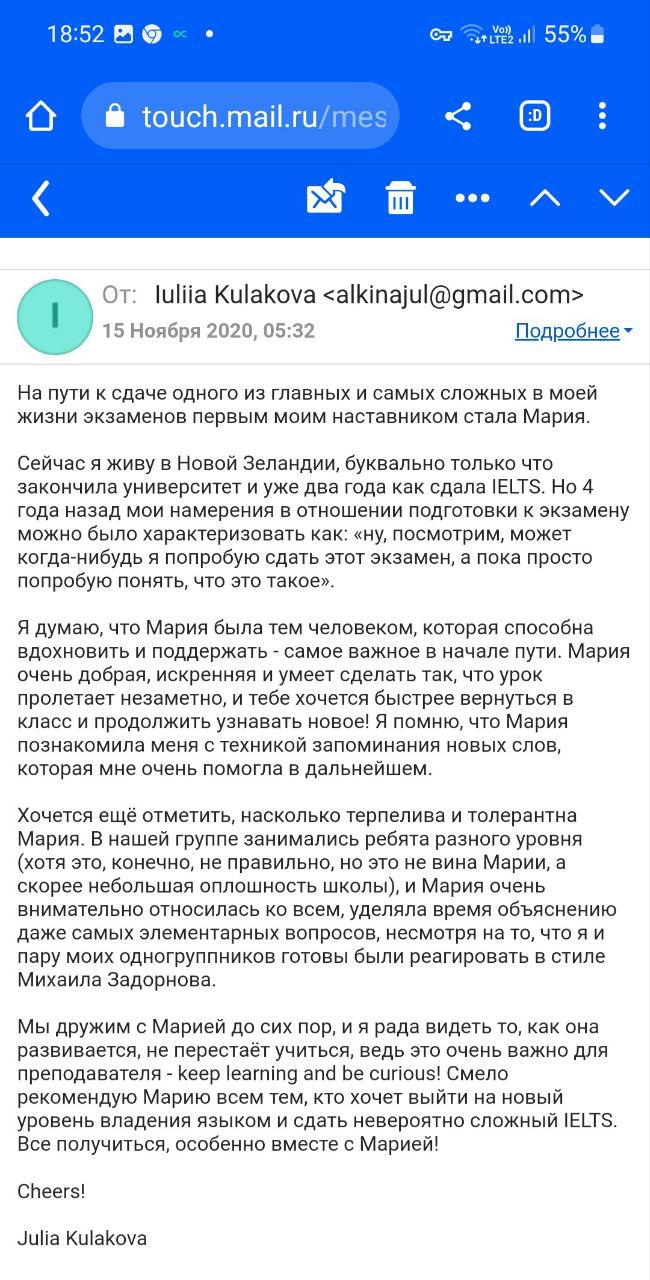 18:52
Vo))
LTE2
55%
touch.mail.ru/mes
:D
I
От: Iuliia Kulakova <alkinajul@gmail.com>
15 Ноября 2020, 05:32
Подробнее
На пути к сдаче одного из главных и самых сложных в моей
жизни экзаменов первым моим наставником стала Мария.
Сейчас я живу в Новой Зеландии, буквально только что
закончила университет и уже два года как сдала IELTS. Но 4
года назад мои намерения в отношении подготовки к экзамену
можно было характеризовать как: «ну, посмотрим, может
когда-нибудь я попробую сдать этот экзамен, а пока просто
попробую понять, что это такое».
Я думаю, что Мария была тем человеком, которая способна
вдохновить и поддержать - самое важное в начале пути. Мария
очень добрая, искренняя и умеет сделать так, что урок
пролетает незаметно, и тебе хочется быстрее вернуться в
класс и продолжить узнавать новое! Я помню, что Мария
познакомила меня с техникой запоминания новых слов,
которая мне очень помогла в дальнейшем.
Хочется ещё отметить, насколько терпелива и толерантна
Мария. В нашей группе занимались ребята разного уровня
(хотя это, конечно, не правильно, но это не вина Марии, а
скорее небольшая оплошность школы), и Мария очень
внимательно относилась ко всем, уделяла время объяснению
даже самых элементарных вопросов, несмотря на то, что я и
пару моих одногруппников готовы были реагировать в стиле
Михаила Задорнова.
Мы дружим с Марией до сих пор, и я рада видеть то, как она
развивается, не перестаёт учиться, ведь это очень важно для
преподавателя - keep learning and be curious! Смело
рекомендую Марию всем тем, кто хочет выйти на новый
уровень владения языком и сдать невероятно сложный IELTS.
Все получиться, особенно вместе с Марией!
Cheers!
Julia Kulakova